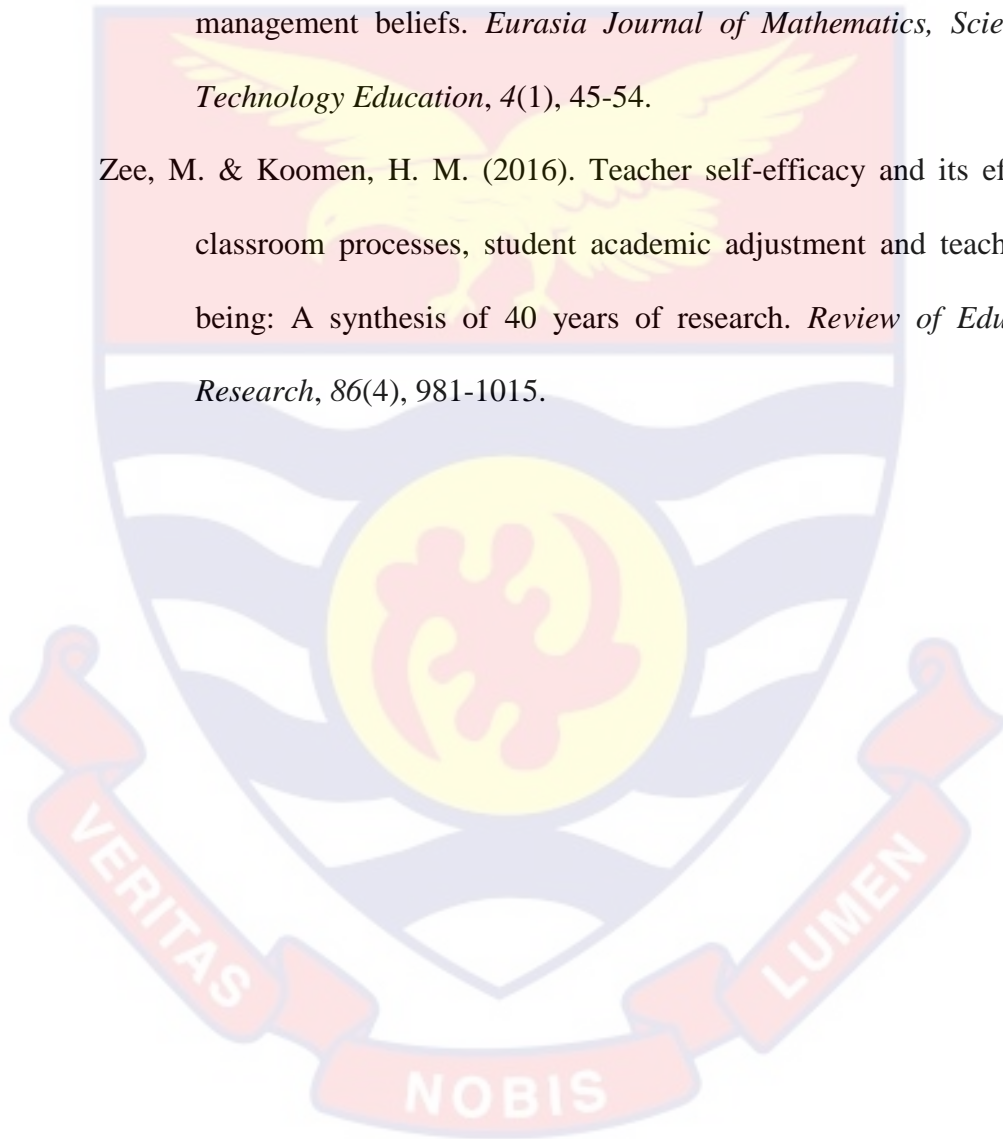 management beliefs. Eurasia Journal of Mathematics, Scie
Technology Education, 4(1), 45-54.
Zee, M. & Koomen, H. M. (2016). Teacher self-efficacy and its ef
classroom processes, student academic adjustment and teach
being: A synthesis of 40 years of research. Review of Edu
Research, 86(4), 981-1015.
VERITAS
NOBIS
LUMEN